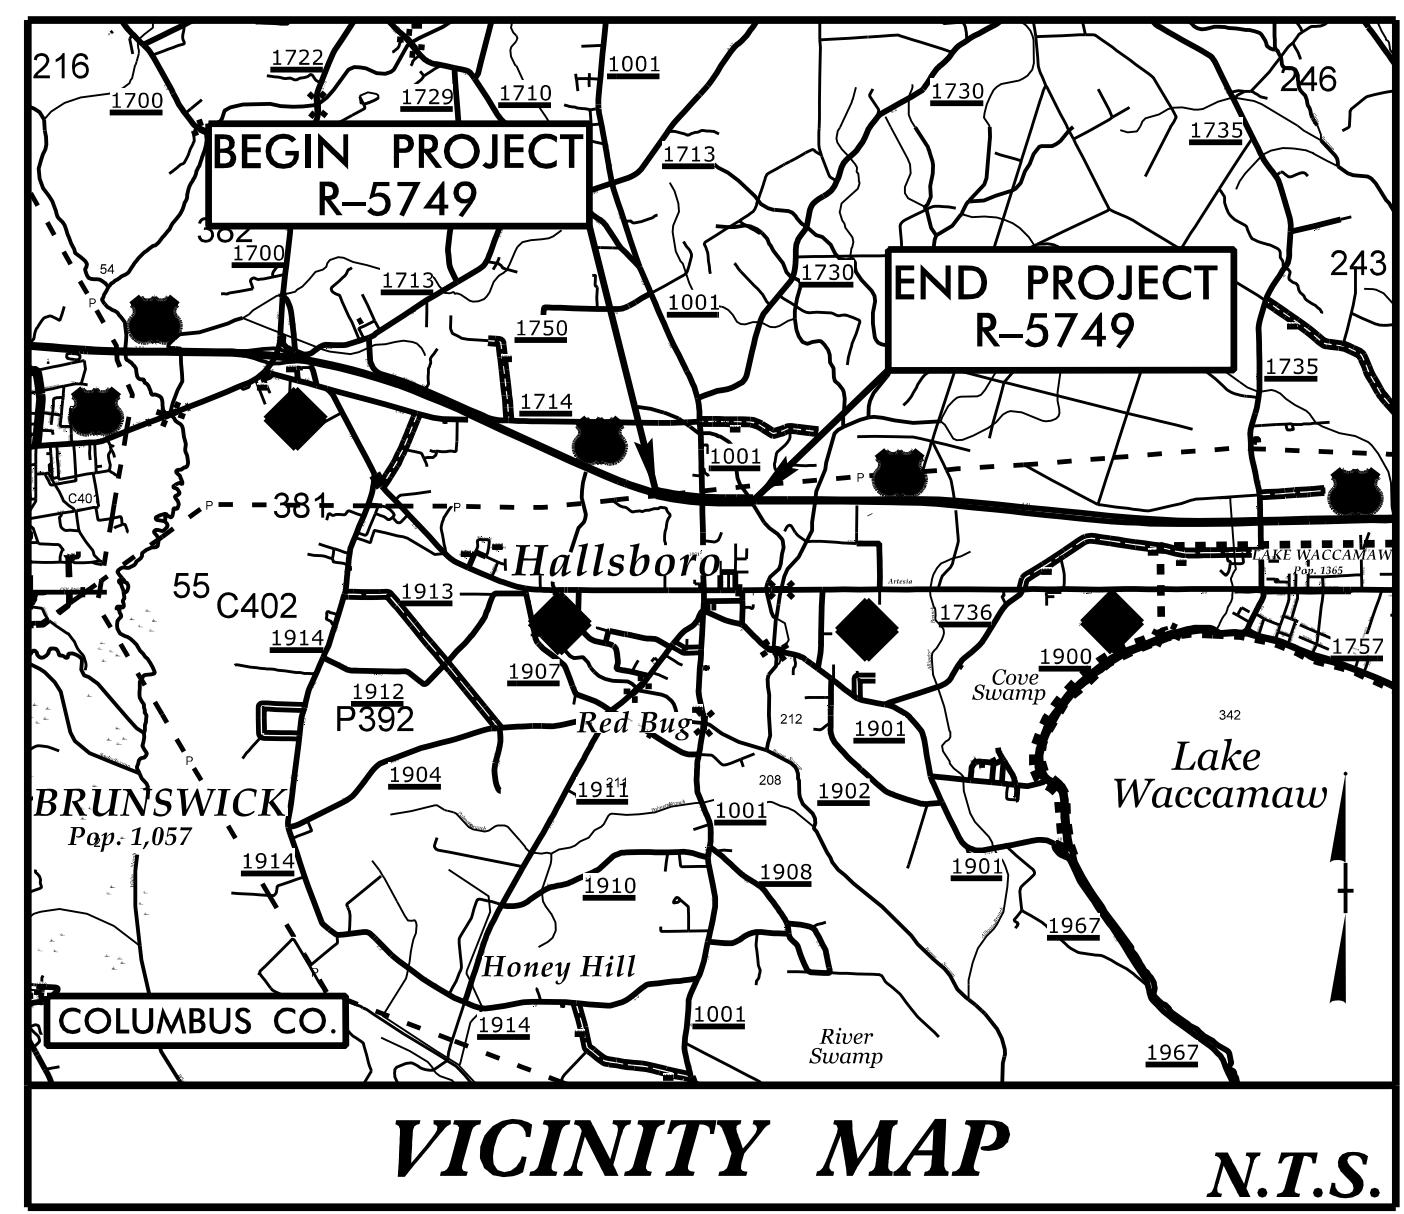 216
1722
1700
1729
1710
1001
1730
246
1735
1713
BEGIN PROJECT
R–5749
382
1700
54
P
1713
1001
1730
243
END PROJECT
R–5749
1750
1735
1714
1001
P
C401
P
381
P
Hallsboro
LAKE WACCAMAW
Pop. 1365
Artesia
55
C402
1913
1736
1914
1757
1907
1900
Cove
Swamp
1912
P392
Red Bug
212
1901
342
Lake
Waccamaw
P
1904
1911
211
208
1902
BRUNSWICK
Pop. 1,057
1001
1914
1910
1908
1901
1967
Honey Hill
P
COLUMBUS CO.
1914
1001
River
Swamp
1967
VICINITY MAP
N.T.S.